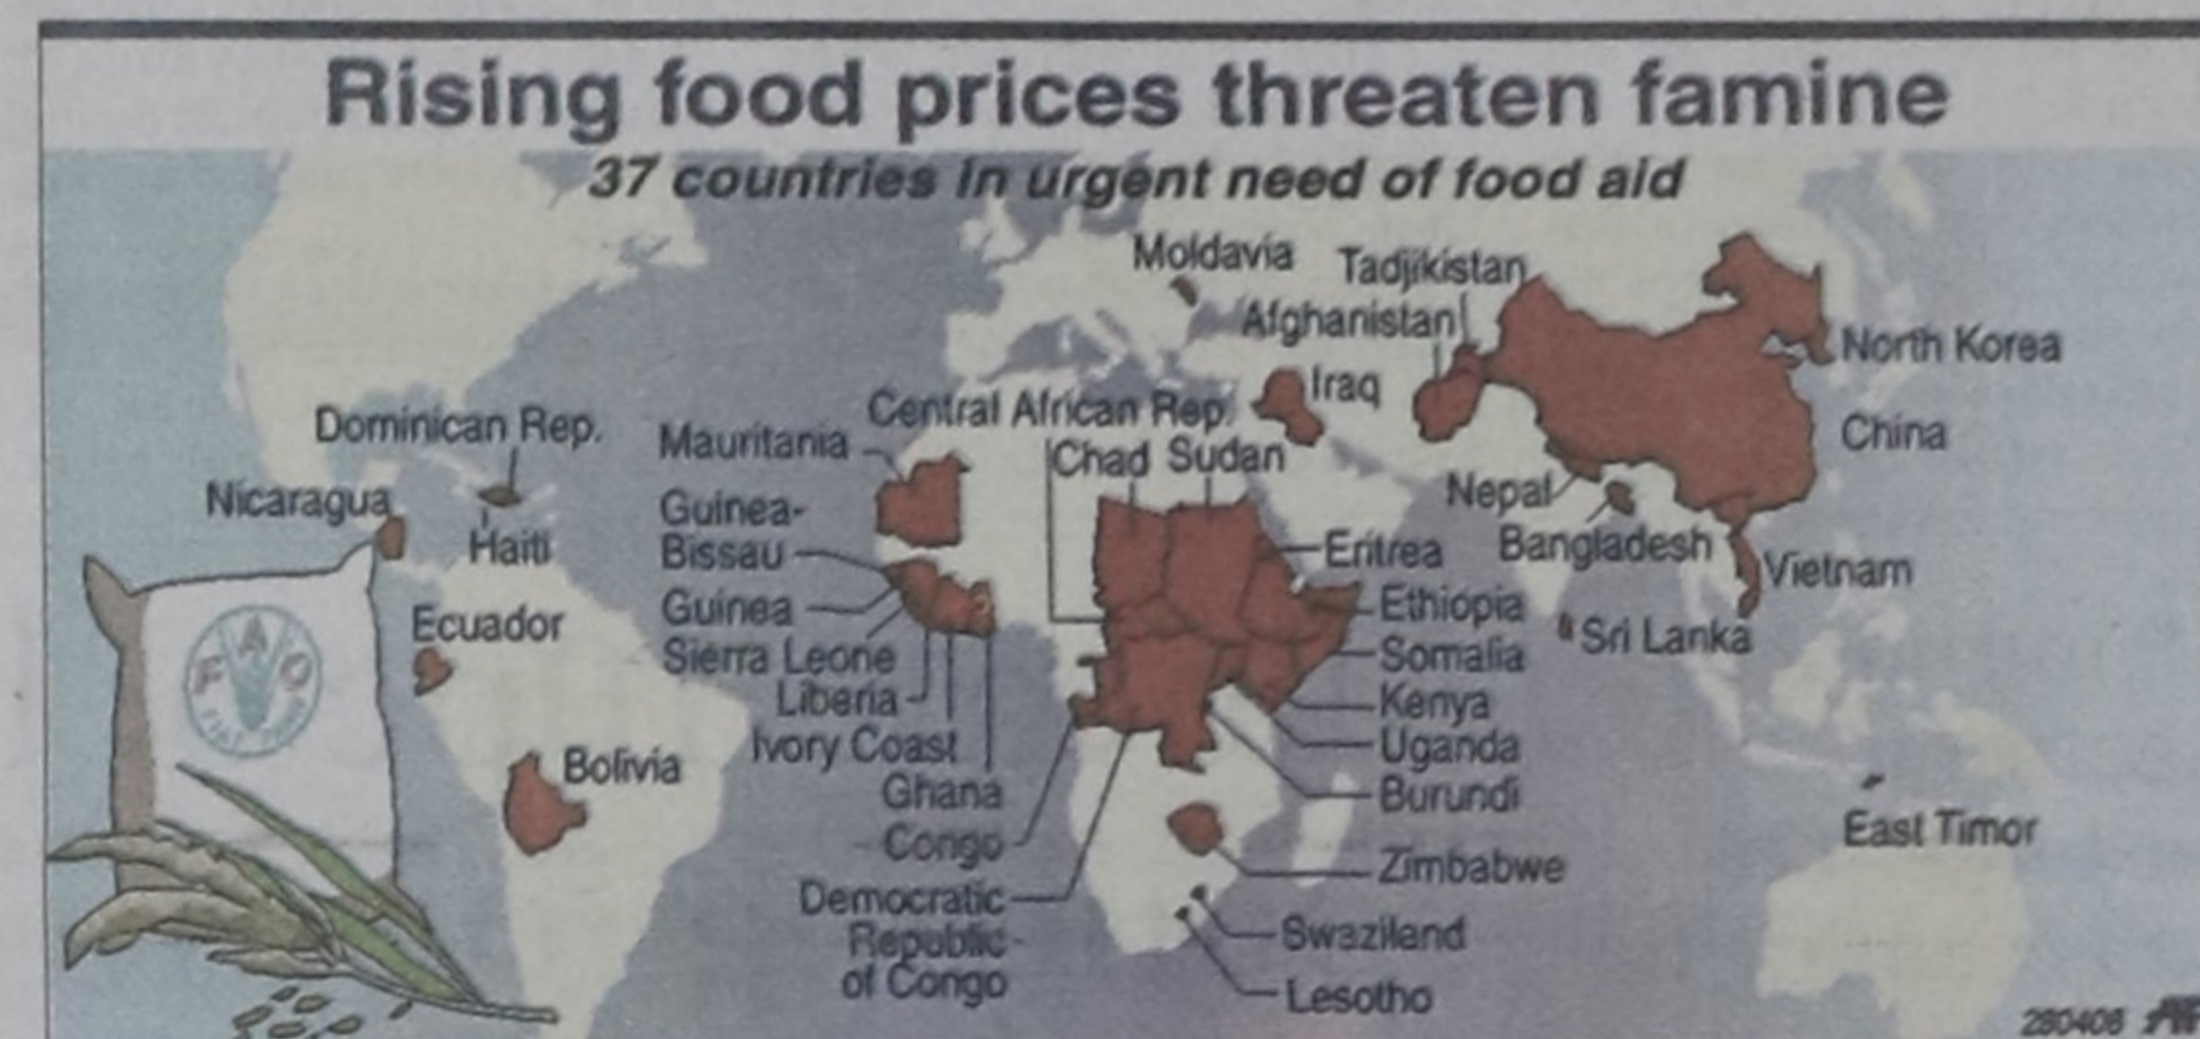 Rising food prices threaten famine
37 countries in urgent need of food aid
Moldavia
Tadjikistan
Afghanistan
North Korea
Iraq
Central African Rep.
Dominican Rep.
Mauritania
China
Chad Sudan
Nicaragua
Nepal
Guinea-
Bissau
Haiti
Eritrea
Bangladesh
Vietnam
Guinea
Ecuador
Ethiopia
Sri Lanka
Sierra Leone
Somalia
Liberia
Kenya
Ivory Coast
Uganda
Bolivia
Ghana
Burundi
Congo
East Timor
Zimbabwe
Democratic
Republic
of Congo
Swaziland
Lesotho
FAO
280408